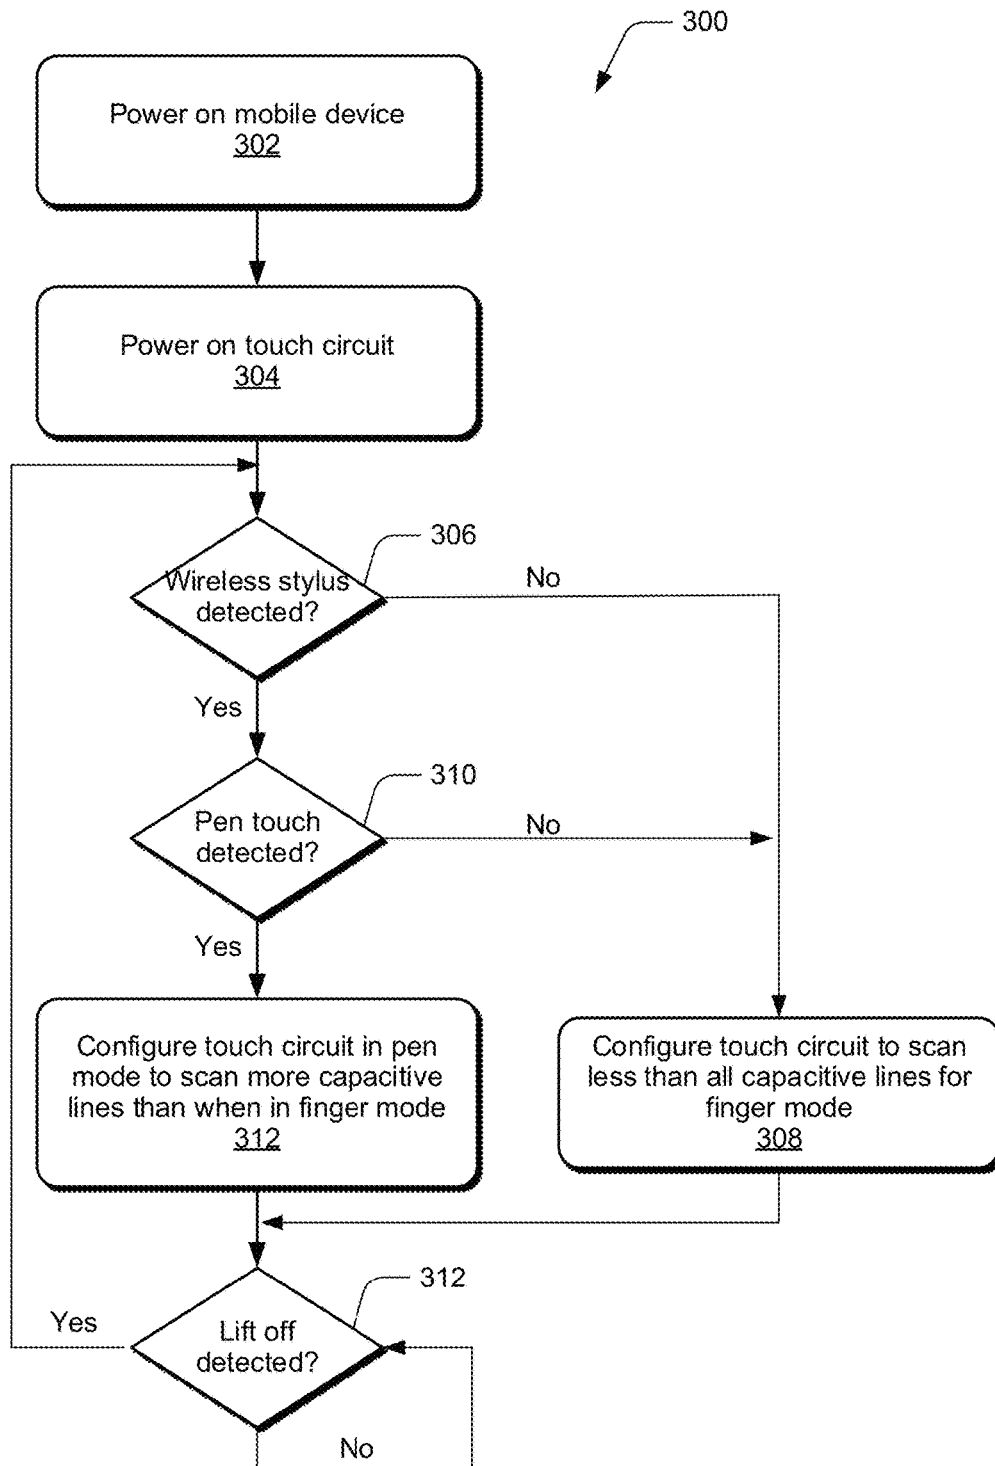 300
Power on mobile device
302
Power on touch circuit
304
306
Wireless stylus
detected?
No
Yes
310
Pen touch
detected?
No
Yes
Configure touch circuit in pen
mode to scan more capacitive
lines than when in finger mode
312
Configure touch circuit to scan
less than all capacitive lines for
finger mode
308
312
Yes
Lift off
detected?
No